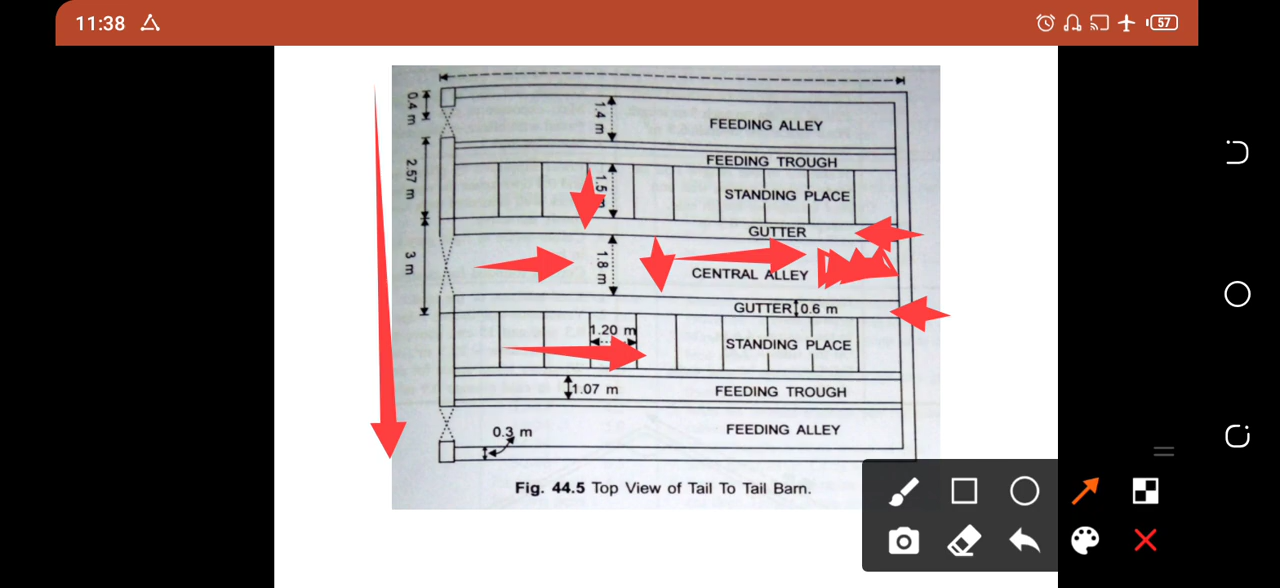 11:38
57
0.4 m
1.4 m
FEEDING ALLEY
FEEDING TROUGH
2.57 m
STANDING PLACE
GUTTER
3 m
1.8 m
CENTRAL ALLEY
GUTTER 0.6 m
1.20 m
STANDING PLACE
1.07 m
FEEDING TROUGH
0.3 m
FEEDING ALLEY
Fig. 44.5 Top View of Tail To Tail Barn.